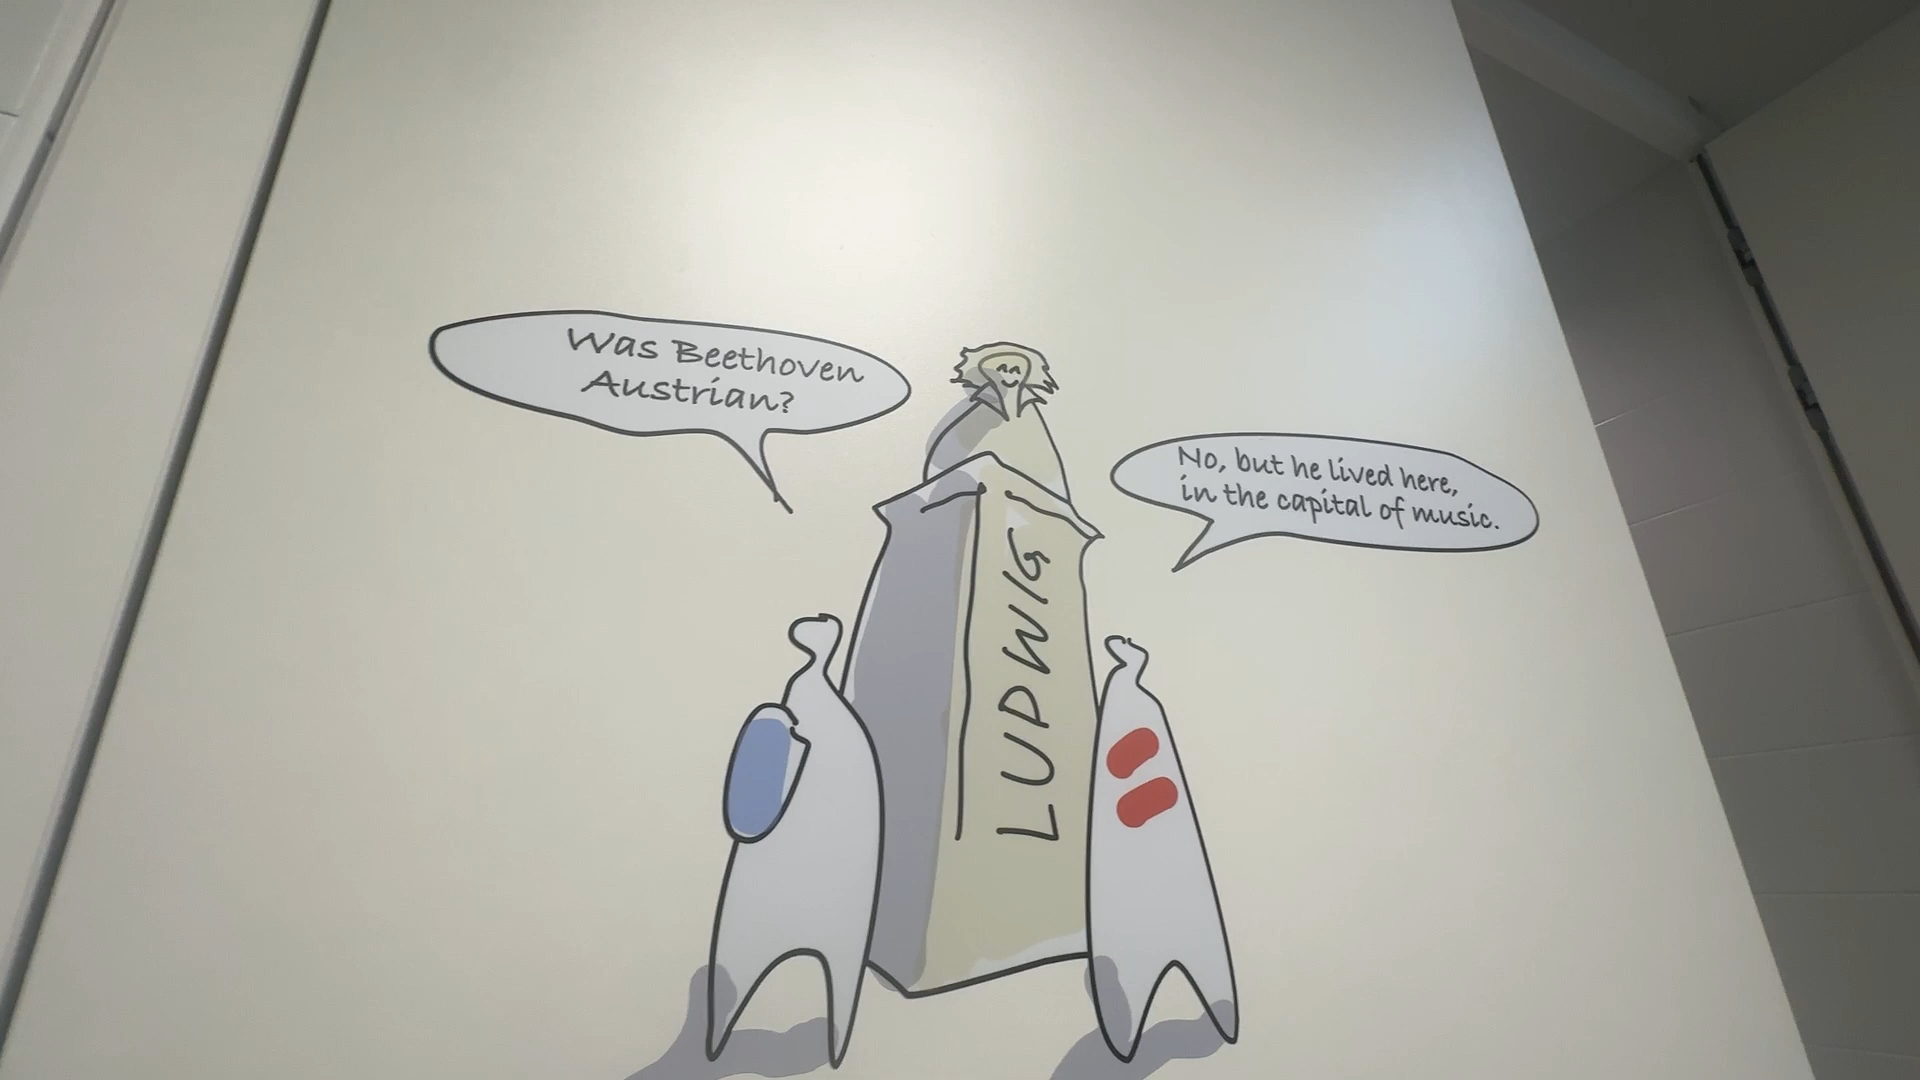 Was Beethoven
Austrian?
No, but he lived here,
in the capital of music.
LUDWIG